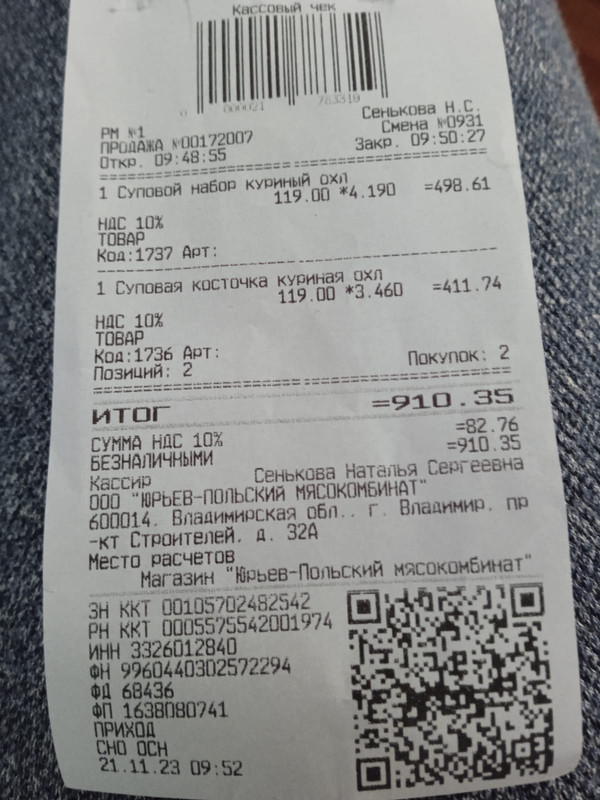 Кассовый чек
0 000021 783310
РМ №1 Сенькова Н.С.
ПРОДАЖА №00172007 Смена №0931
Откр. 09:48:55 Закр. 09:50:27
1 Суповой набор куриный охл
119.00 *4.190 =498.61
НДС 10%
ТОВАР
Код:1737 Арт:
1 Суповая косточка куриная охл
119.00 *3.460 =411.74
НДС 10%
ТОВАР
Код:1736 Арт:
Позиций: 2 Покупок: 2
ИТОГ =910.35
СУММА НДС 10% =82.76
БЕЗНАЛИЧНЫМИ =910.35
Кассир Сенькова Наталья Сергеевна
ООО "ЮРЬЕВ-ПОЛЬСКИЙ МЯСОКОМБИНАТ"
600014, Владимирская обл., г. Владимир, пр
-кт Строителей, д. 32А
Место расчетов
Магазин "Юрьев-Польский мясокомбинат"
ЗН ККТ 00105702482542
РН ККТ 0005575542001974
ИНН 3326012840
ФН 9960440302572294
ФД 68436
ФП 1638080741
ПРИХОД
СНО ОСН
21.11.23 09:52